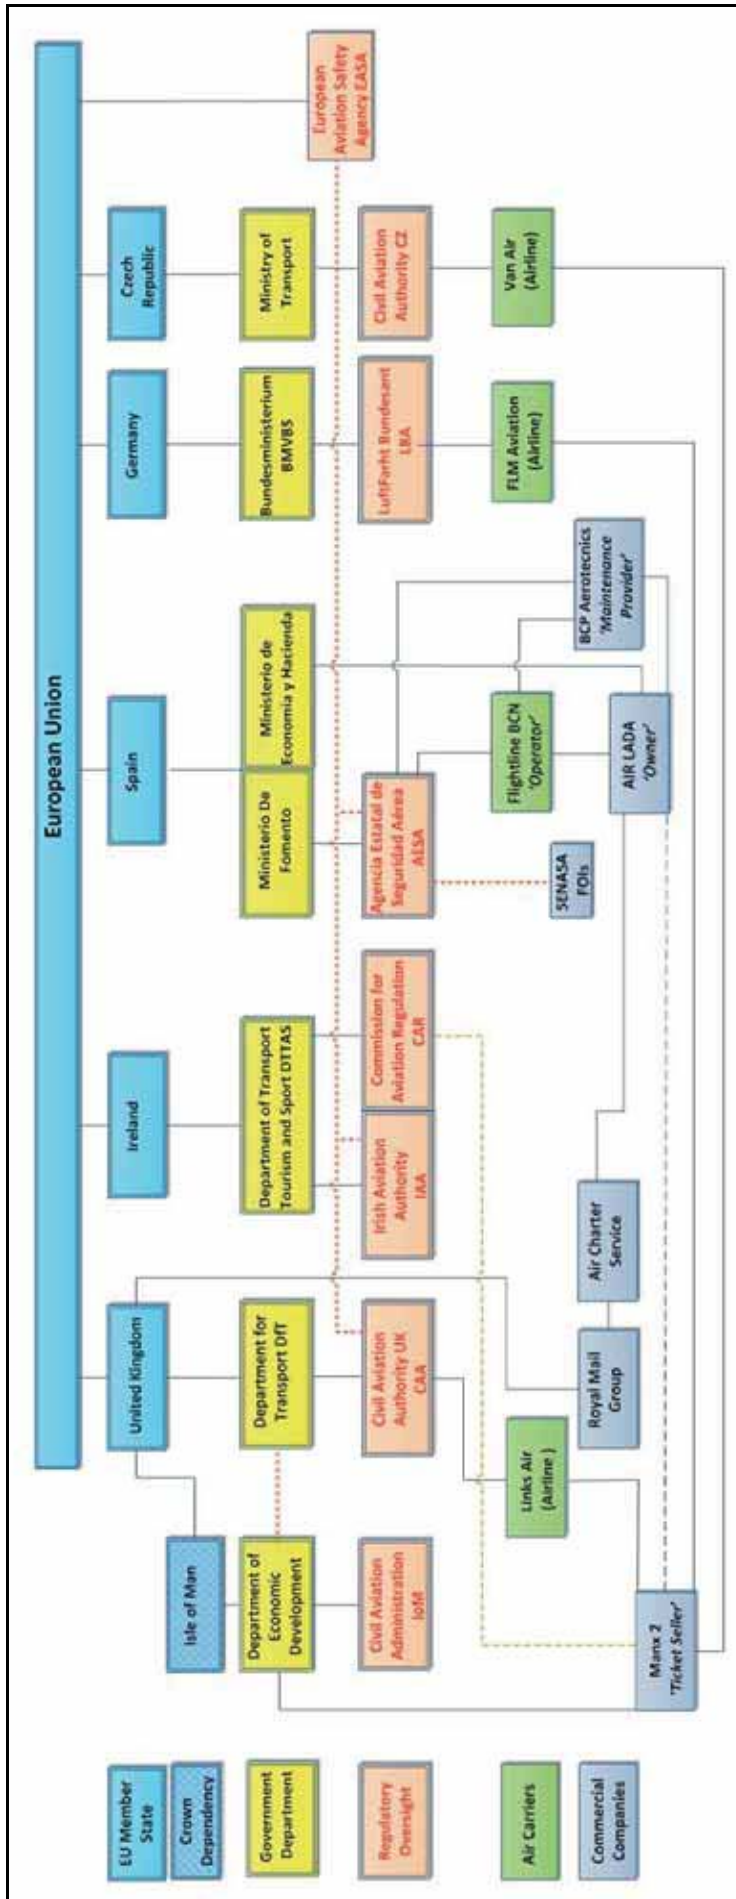 European Union
EU Member
State
Crown
Dependency
Isle of Man
United Kingdom
Ireland
Spain
Germany
Czech
Republic
Government
Department
Department of
Economic
Development
Department for
Transport DfT
Department of Transport
Tourism and Sport DTTAS
Ministerio De
Fomento
Ministerio de
Economia y Hacienda
Bundesministerium
BMVBS
Ministry of
Transport
European
Aviation Safety
Agency EASA
Regulatory
Oversight
Civil Aviation
Administration
IoM
Civil Aviation
Authority UK
CAA
Irish Aviation
Authority
IAA
Commission for
Aviation Regulation
CAR
Agencia Estatal de
Seguridad Aérea
AESA
LuftFarht Bundesant
LBA
Civil Aviation
Authority CZ
Air Carriers
Links Air
(Airline )
Flightline BCN
'Operator'
FLM Aviation
(Airline)
Van Air
(Airline)
SENASA
FOIs
Commercial
Companies
Manx 2
'Ticket Seller'
Royal Mail
Group
Air Charter
Service
AIR LADA
'Owner'
BCP Aerotecnics
'Maintenance
Provider'